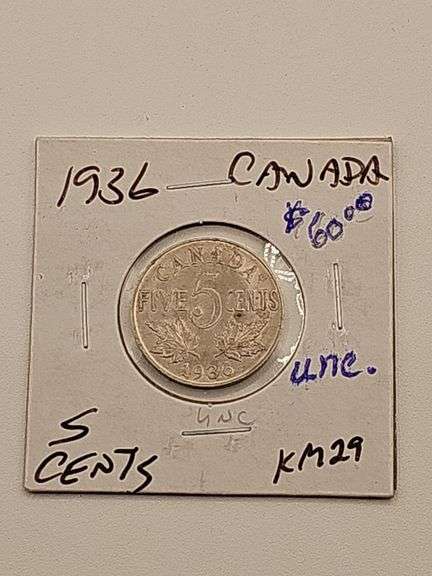 1936 — CANADA
$60.00
CANADA
FIVE 5 CENTS
1936
unc.
UNC
5
CENTS
KM29